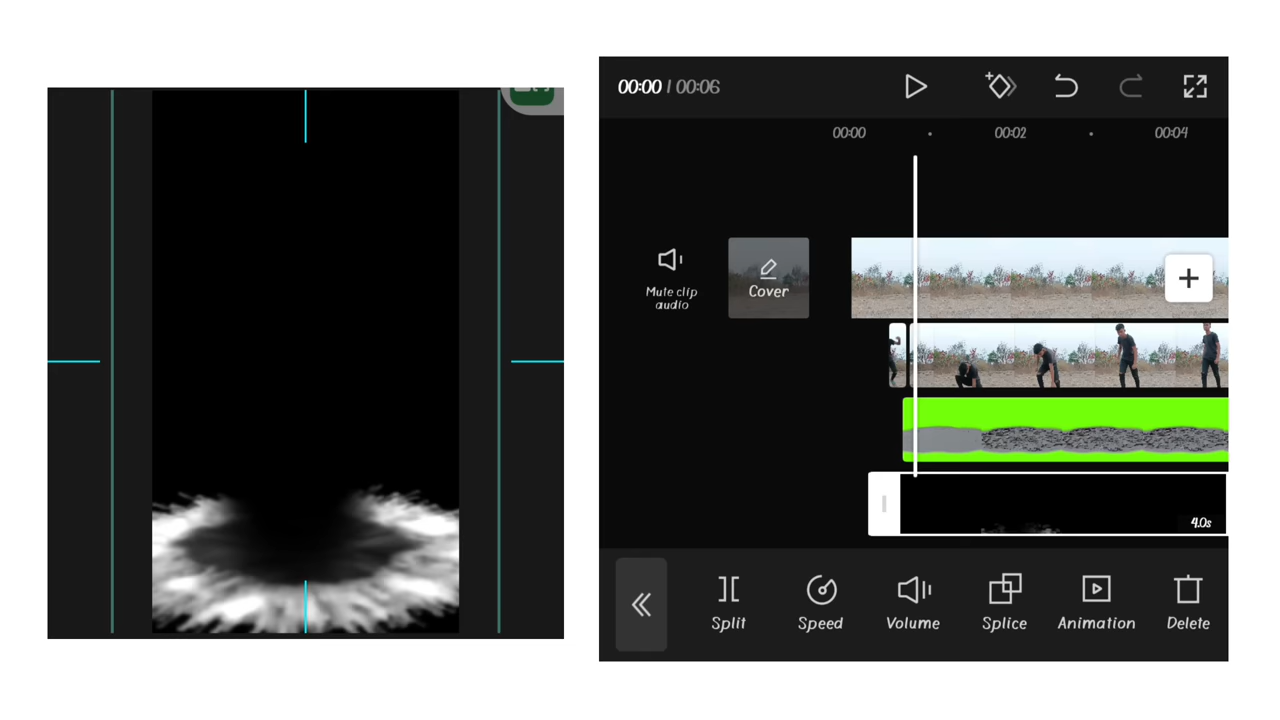 00:00 / 00:06
00:00 00:02 00:04
Mute clip
audio
Cover
4.0s
Split Speed Volume Splice Animation Delete